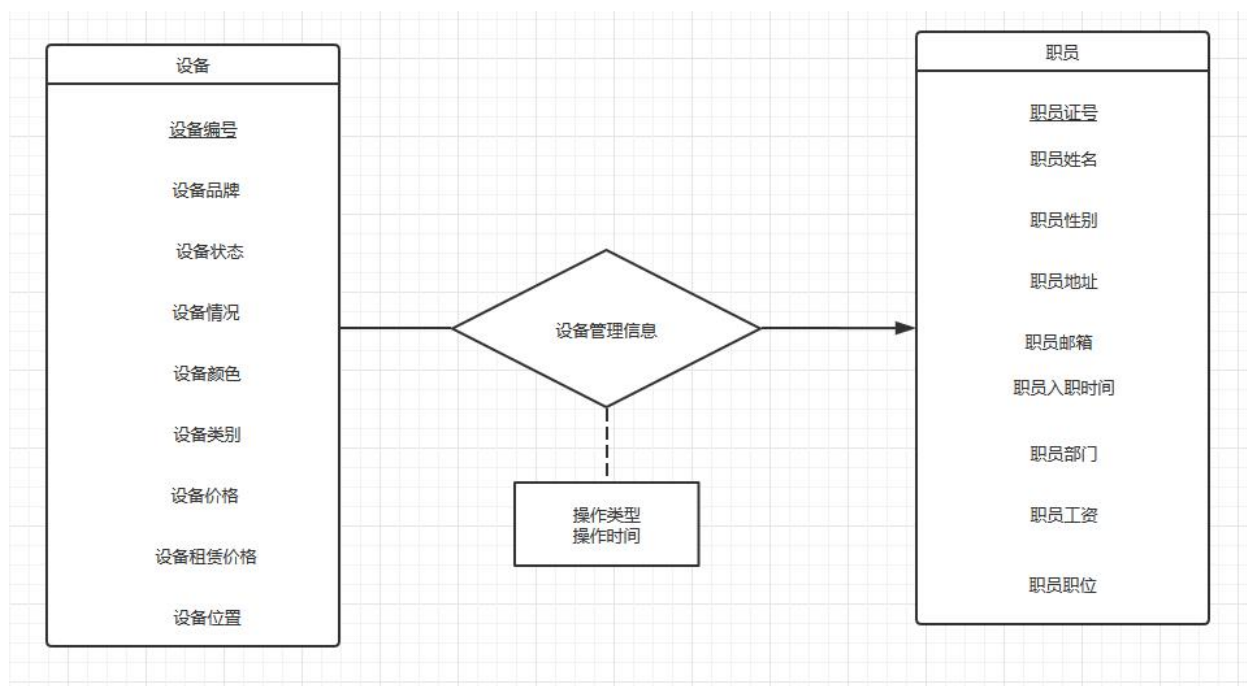 设备
设备编号
设备品牌
设备状态
设备情况
设备颜色
设备类别
设备价格
设备租赁价格
设备位置
设备管理信息
操作类型
操作时间
职员
职员证号
职员姓名
职员性别
职员地址
职员邮箱
职员入职时间
职员部门
职员工资
职员职位